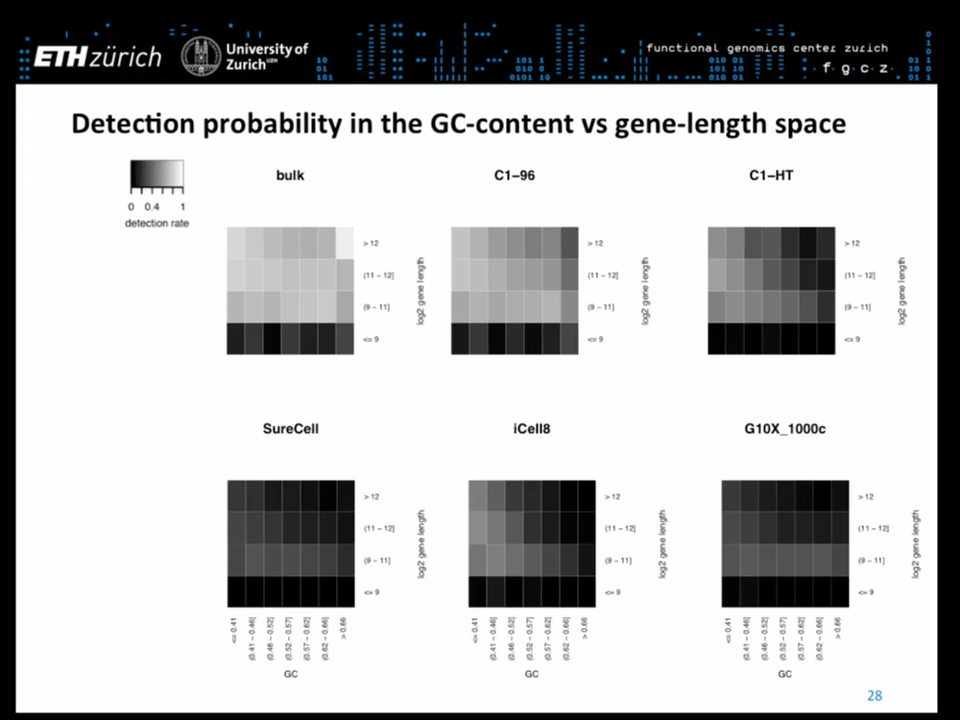 ETH zürich
University of
Zurich UZH
functional genomics center zurich
f g c z
Detection probability in the GC-content vs gene-length space
0 0.4 1
detection rate
bulk
> 12
(11 − 12]
(9 − 11]
<= 9
log2 gene length
C1−96
> 12
(11 − 12]
(9 − 11]
<= 9
log2 gene length
C1−HT
> 12
(11 − 12]
(9 − 11]
<= 9
log2 gene length
SureCell
> 12
(11 − 12]
(9 − 11]
<= 9
log2 gene length
<= 0.41
(0.41 − 0.46]
(0.46 − 0.52]
(0.52 − 0.57]
(0.57 − 0.62]
(0.62 − 0.66]
> 0.66
GC
iCell8
> 12
(11 − 12]
(9 − 11]
<= 9
log2 gene length
<= 0.41
(0.41 − 0.46]
(0.46 − 0.52]
(0.52 − 0.57]
(0.57 − 0.62]
(0.62 − 0.66]
> 0.66
GC
G10X_1000c
> 12
(11 − 12]
(9 − 11]
<= 9
log2 gene length
<= 0.41
(0.41 − 0.46]
(0.46 − 0.52]
(0.52 − 0.57]
(0.57 − 0.62]
(0.62 − 0.66]
> 0.66
GC
28